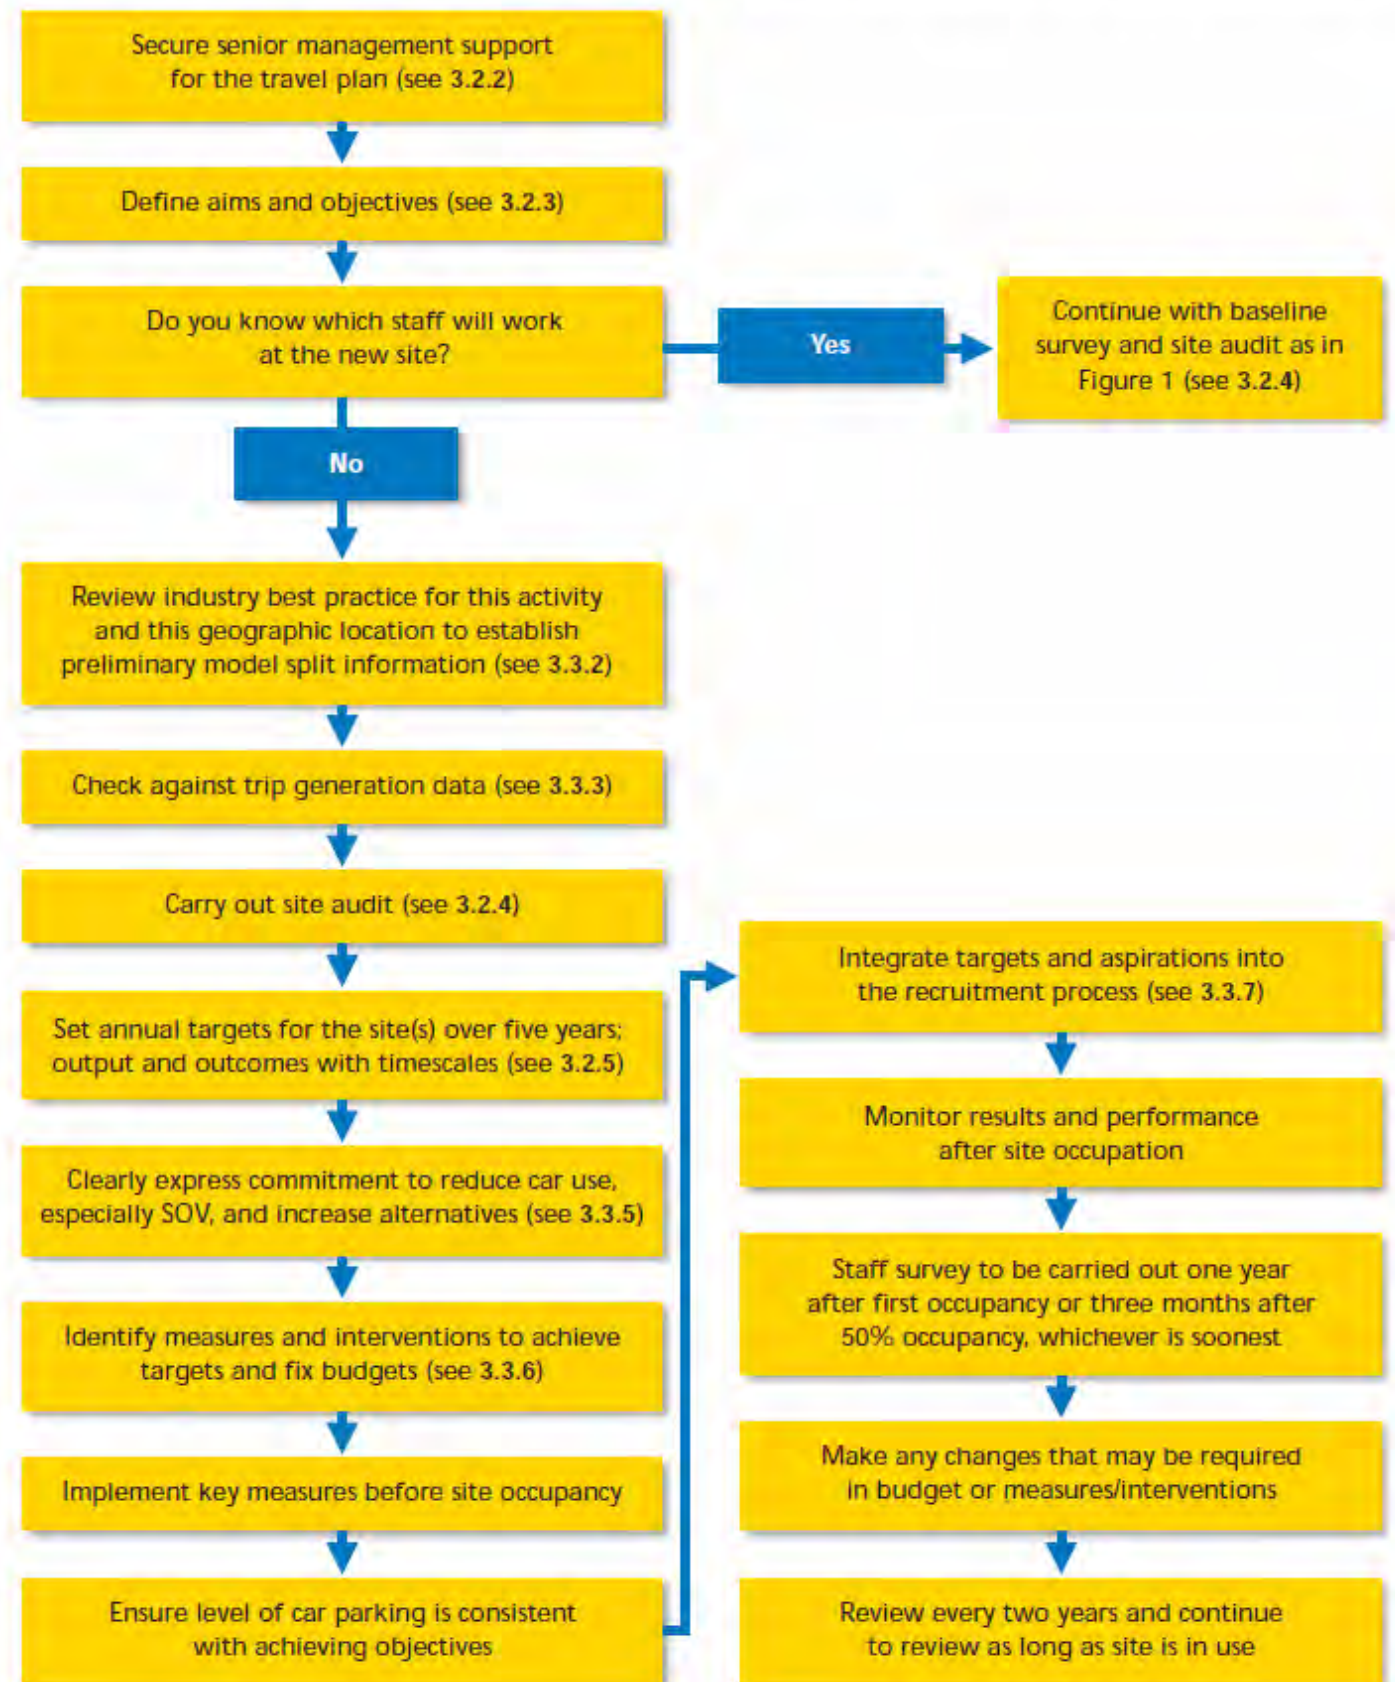 Secure senior management support
for the travel plan (see 3.2.2)
Define aims and objectives (see 3.2.3)
Do you know which staff will work
at the new site?
Yes
Continue with baseline
survey and site audit as in
Figure 1 (see 3.2.4)
No
Review industry best practice for this activity
and this geographic location to establish
preliminary model split information (see 3.3.2)
Check against trip generation data (see 3.3.3)
Carry out site audit (see 3.2.4)
Set annual targets for the site(s) over five years;
output and outcomes with timescales (see 3.2.5)
Clearly express commitment to reduce car use,
especially SOV, and increase alternatives (see 3.3.5)
Identify measures and interventions to achieve
targets and fix budgets (see 3.3.6)
Implement key measures before site occupancy
Ensure level of car parking is consistent
with achieving objectives
Integrate targets and aspirations into
the recruitment process (see 3.3.7)
Monitor results and performance
after site occupation
Staff survey to be carried out one year
after first occupancy or three months after
50% occupancy, whichever is soonest
Make any changes that may be required
in budget or measures/interventions
Review every two years and continue
to review as long as site is in use